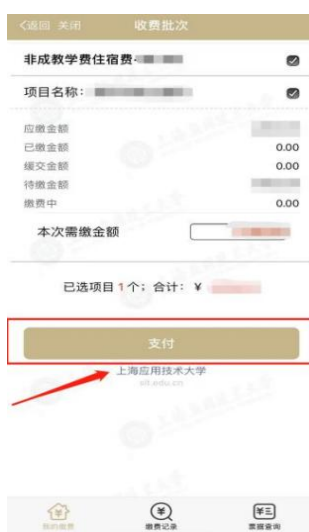 <返回 关闭 收费批次
非成教学费住宿费-
项目名称：
应缴金额
已缴金额 0.00
缓交金额 0.00
待缴金额
缴费中 0.00
本次需缴金额
已选项目 1 个；合计：￥
支付
上海应用技术大学
sit.edu.cn
我的缴费 缴费记录 票据查询